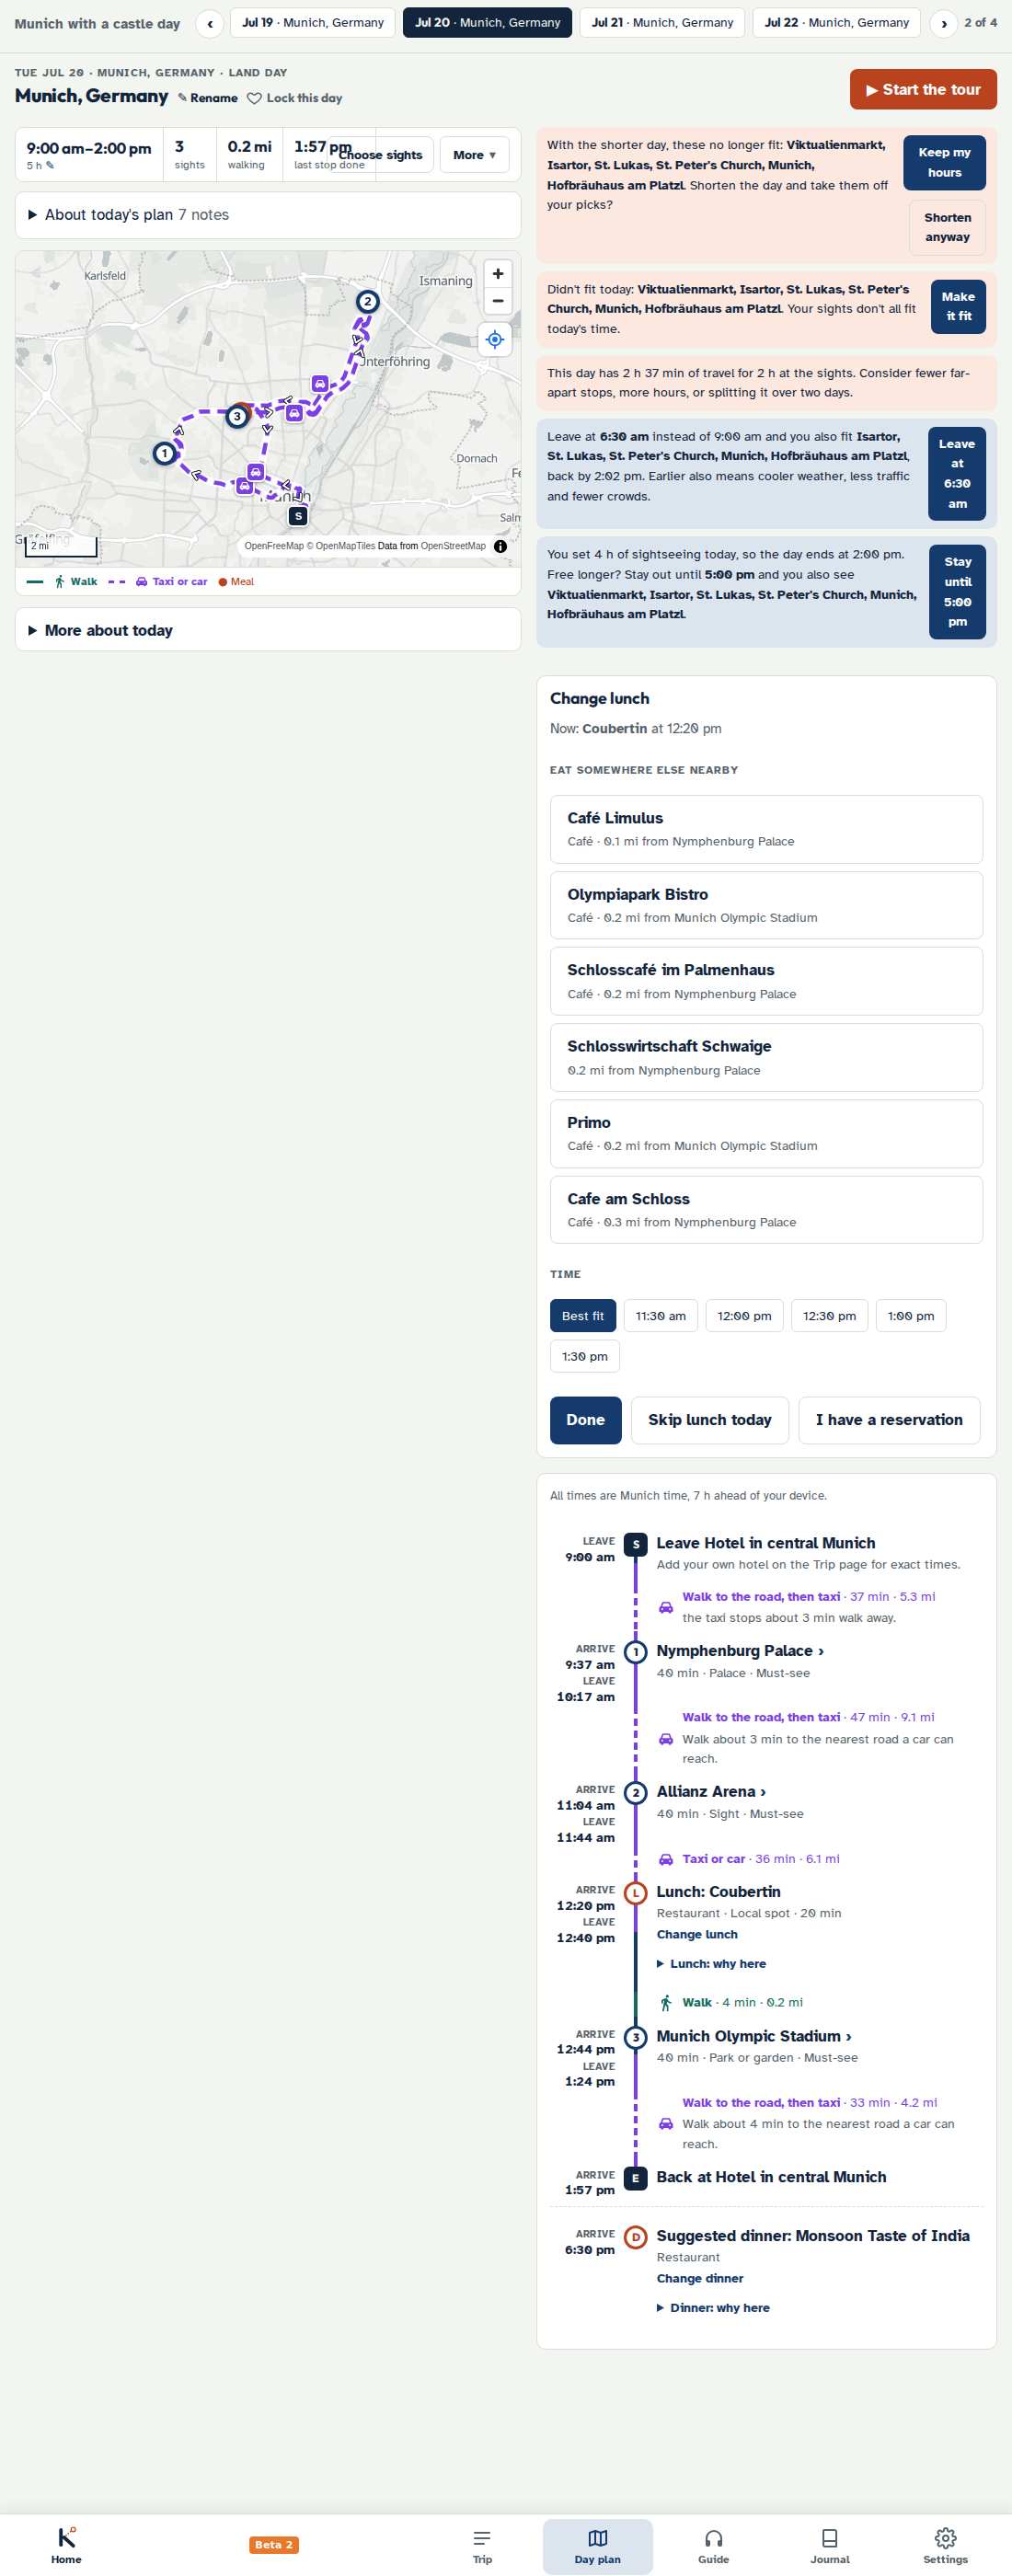 Munich with a castle day
‹
Jul 19 · Munich, Germany
Jul 20 · Munich, Germany
Jul 21 · Munich, Germany
Jul 22 · Munich, Germany
›
2 of 4
TUE JUL 20 · MUNICH, GERMANY · LAND DAY
Munich, Germany ✎ Rename ♡ Lock this day
▶ Start the tour
9:00 am–2:00 pm
5 h ✎
3
sights
0.2 mi
walking
1:57 pm
last stop done
Choose sights
More ▼
▶ About today's plan 7 notes
Karlsfeld
Ismaning
Unterföhring
Dornach
+
−
2
3
1
S
2 mi
OpenFreeMap © OpenMapTiles Data from OpenStreetMap
Walk
Taxi or car
Meal
▶ More about today
With the shorter day, these no longer fit: Viktualienmarkt,
Isartor, St. Lukas, St. Peter's Church, Munich,
Hofbräuhaus am Platzl. Shorten the day and take them off
your picks?
Keep my
hours
Shorten
anyway
Didn't fit today: Viktualienmarkt, Isartor, St. Lukas, St. Peter's
Church, Munich, Hofbräuhaus am Platzl. Your sights don't all fit
today's time.
Make
it fit
This day has 2 h 37 min of travel for 2 h at the sights. Consider fewer far-
apart stops, more hours, or splitting it over two days.
Leave at 6:30 am instead of 9:00 am and you also fit Isartor,
St. Lukas, St. Peter's Church, Munich, Hofbräuhaus am Platzl,
back by 2:02 pm. Earlier also means cooler weather, less traffic
and fewer crowds.
Leave
at
6:30
am
You set 4 h of sightseeing today, so the day ends at 2:00 pm.
Free longer? Stay out until 5:00 pm and you also see
Viktualienmarkt, Isartor, St. Lukas, St. Peter's Church, Munich,
Hofbräuhaus am Platzl.
Stay
until
5:00
pm
Change lunch
Now: Coubertin at 12:20 pm
EAT SOMEWHERE ELSE NEARBY
Café Limulus
Café · 0.1 mi from Nymphenburg Palace
Olympiapark Bistro
Café · 0.2 mi from Munich Olympic Stadium
Schlosscafé im Palmenhaus
Café · 0.2 mi from Nymphenburg Palace
Schlosswirtschaft Schwaige
0.2 mi from Nymphenburg Palace
Primo
Café · 0.2 mi from Munich Olympic Stadium
Cafe am Schloss
Café · 0.3 mi from Nymphenburg Palace
TIME
Best fit
11:30 am
12:00 pm
12:30 pm
1:00 pm
1:30 pm
Done
Skip lunch today
I have a reservation
All times are Munich time, 7 h ahead of your device.
LEAVE
9:00 am
S
Leave Hotel in central Munich
Add your own hotel on the Trip page for exact times.
Walk to the road, then taxi · 37 min · 5.3 mi
the taxi stops about 3 min walk away.
ARRIVE
9:37 am
LEAVE
10:17 am
1
Nymphenburg Palace ›
40 min · Palace · Must-see
Walk to the road, then taxi · 47 min · 9.1 mi
Walk about 3 min to the nearest road a car can
reach.
ARRIVE
11:04 am
LEAVE
11:44 am
2
Allianz Arena ›
40 min · Sight · Must-see
Taxi or car · 36 min · 6.1 mi
ARRIVE
12:20 pm
LEAVE
12:40 pm
L
Lunch: Coubertin
Restaurant · Local spot · 20 min
Change lunch
▶ Lunch: why here
Walk · 4 min · 0.2 mi
ARRIVE
12:44 pm
LEAVE
1:24 pm
3
Munich Olympic Stadium ›
40 min · Park or garden · Must-see
Walk to the road, then taxi · 33 min · 4.2 mi
Walk about 4 min to the nearest road a car can
reach.
ARRIVE
1:57 pm
E
Back at Hotel in central Munich
ARRIVE
6:30 pm
D
Suggested dinner: Monsoon Taste of India
Restaurant
Change dinner
▶ Dinner: why here
Home
Beta 2
Trip
Day plan
Guide
Journal
Settings